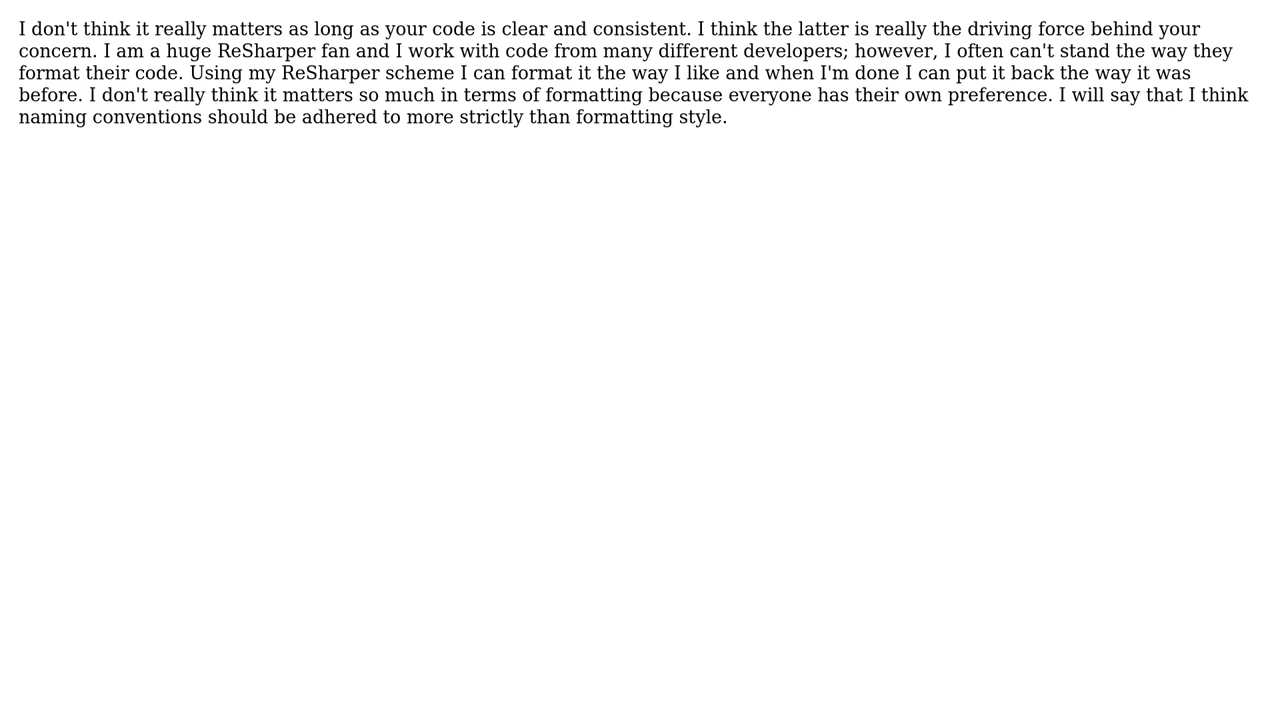 I don't think it really matters as long as your code is clear and consistent. I think the latter is really the driving force behind your
concern. I am a huge ReSharper fan and I work with code from many different developers; however, I often can't stand the way they
format their code. Using my ReSharper scheme I can format it the way I like and when I'm done I can put it back the way it was
before. I don't really think it matters so much in terms of formatting because everyone has their own preference. I will say that I think
naming conventions should be adhered to more strictly than formatting style.